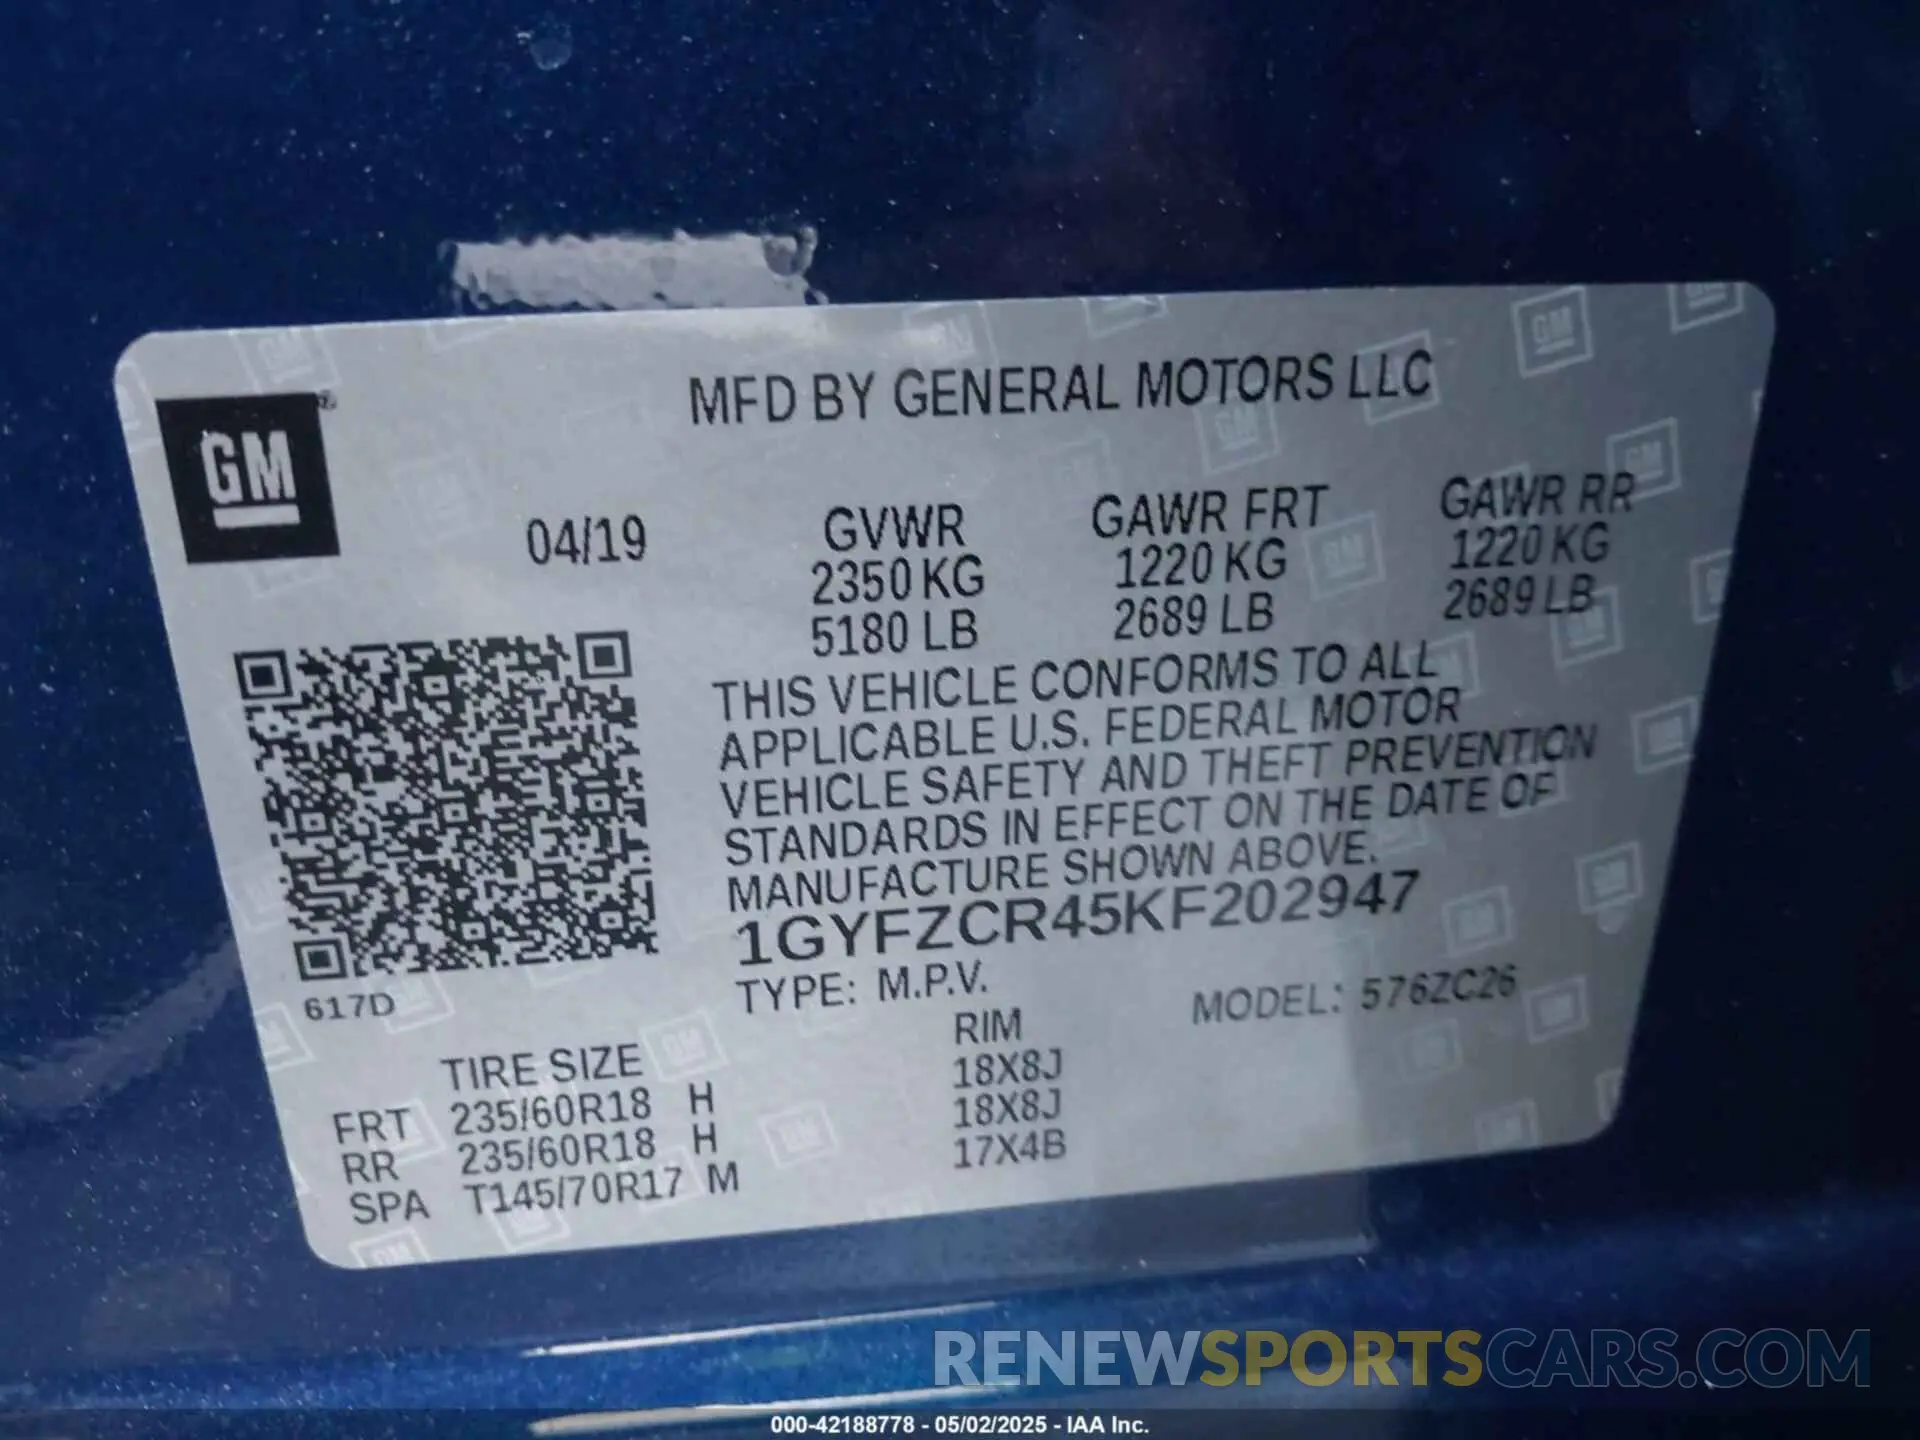 MFD BY GENERAL MOTORS LLC
GM
04/19
GVWR GAWR FRT GAWR RR
2350 KG 1220 KG 1220 KG
5180 LB 2689 LB 2689 LB
THIS VEHICLE CONFORMS TO ALL
APPLICABLE U.S. FEDERAL MOTOR
VEHICLE SAFETY AND THEFT PREVENTION
STANDARDS IN EFFECT ON THE DATE OF
MANUFACTURE SHOWN ABOVE.
1GYFZCR45KF202947
617D
TYPE: M.P.V. MODEL: 576ZC26
TIRE SIZE RIM
FRT 235/60R18 H 18X8J
RR 235/60R18 H 18X8J
SPA T145/70R17 M 17X4B
RENEWSPORTSCARS.COM
000-42188778 - 05/02/2025 - IAA Inc.